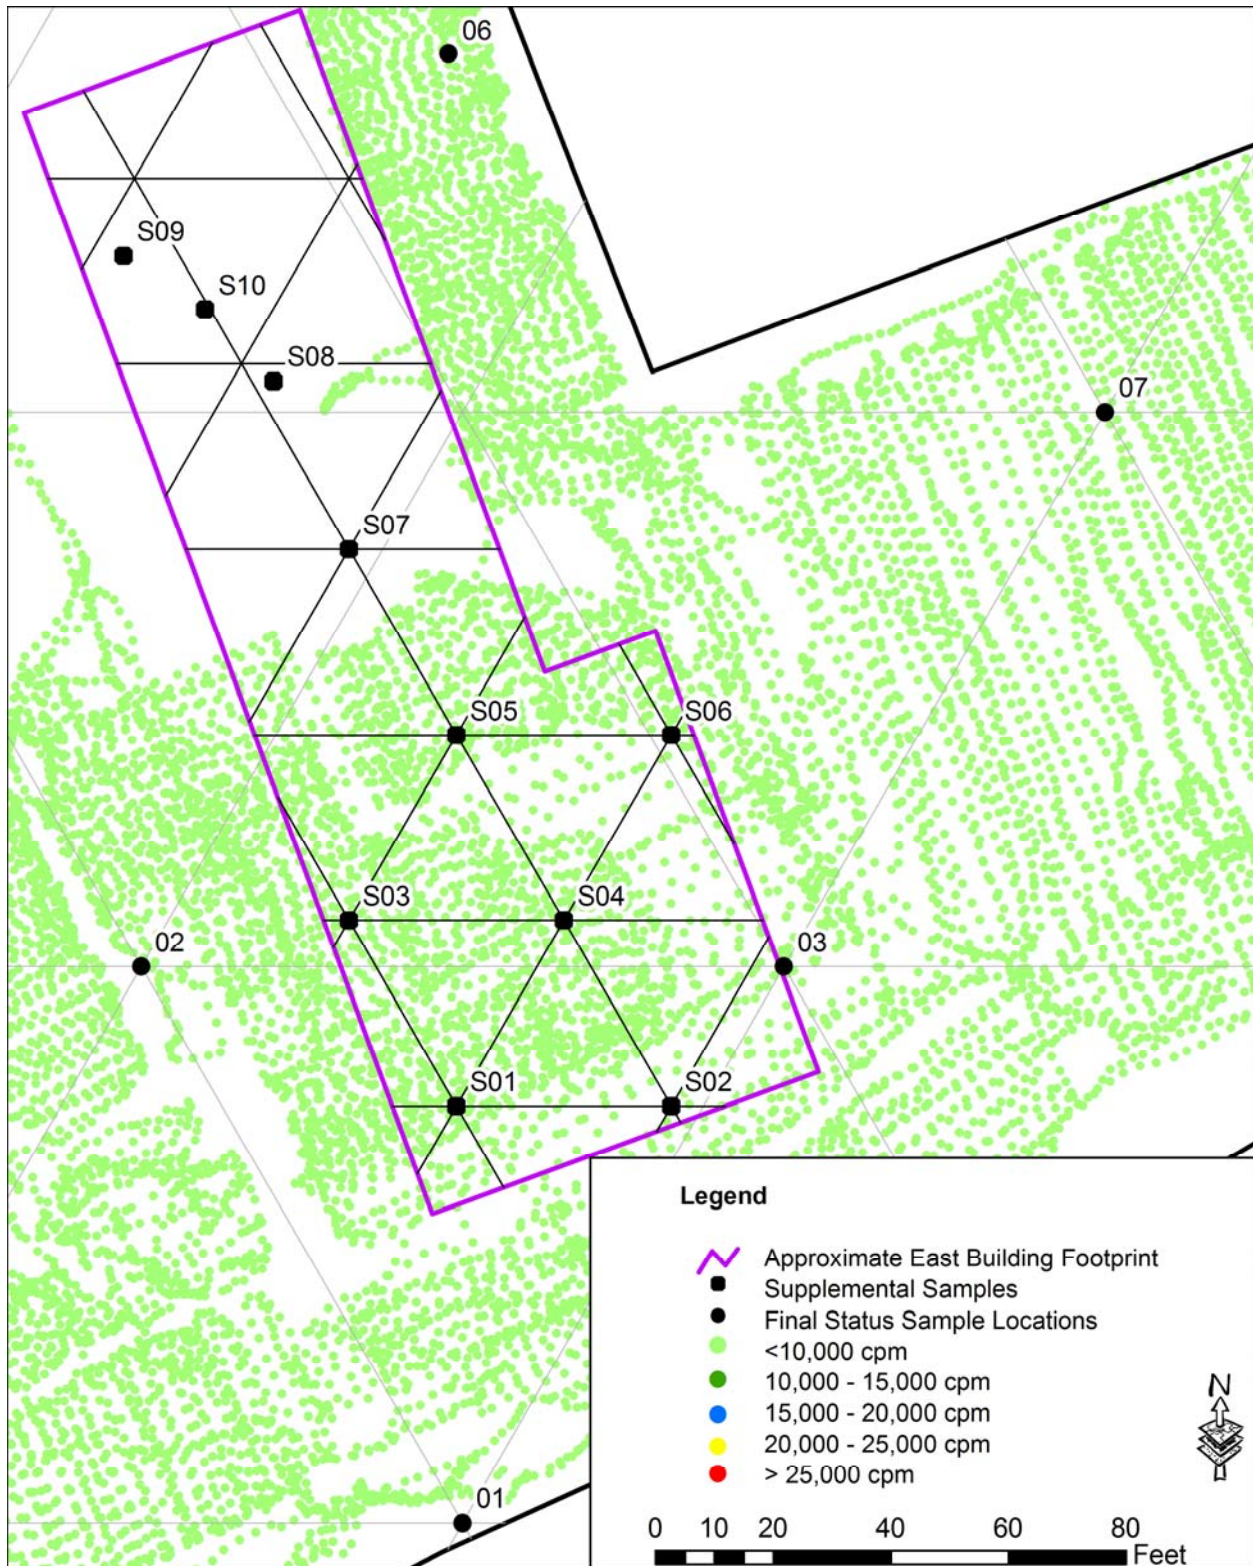 06
S09
S10
S08
07
S07
S05
S06
S03
S04
02
03
S01
S02
Legend
Approximate East Building Footprint
Supplemental Samples
Final Status Sample Locations
<10,000 cpm
10,000 - 15,000 cpm
15,000 - 20,000 cpm
20,000 - 25,000 cpm
> 25,000 cpm
N
01
0 10 20 40 60 80
Feet